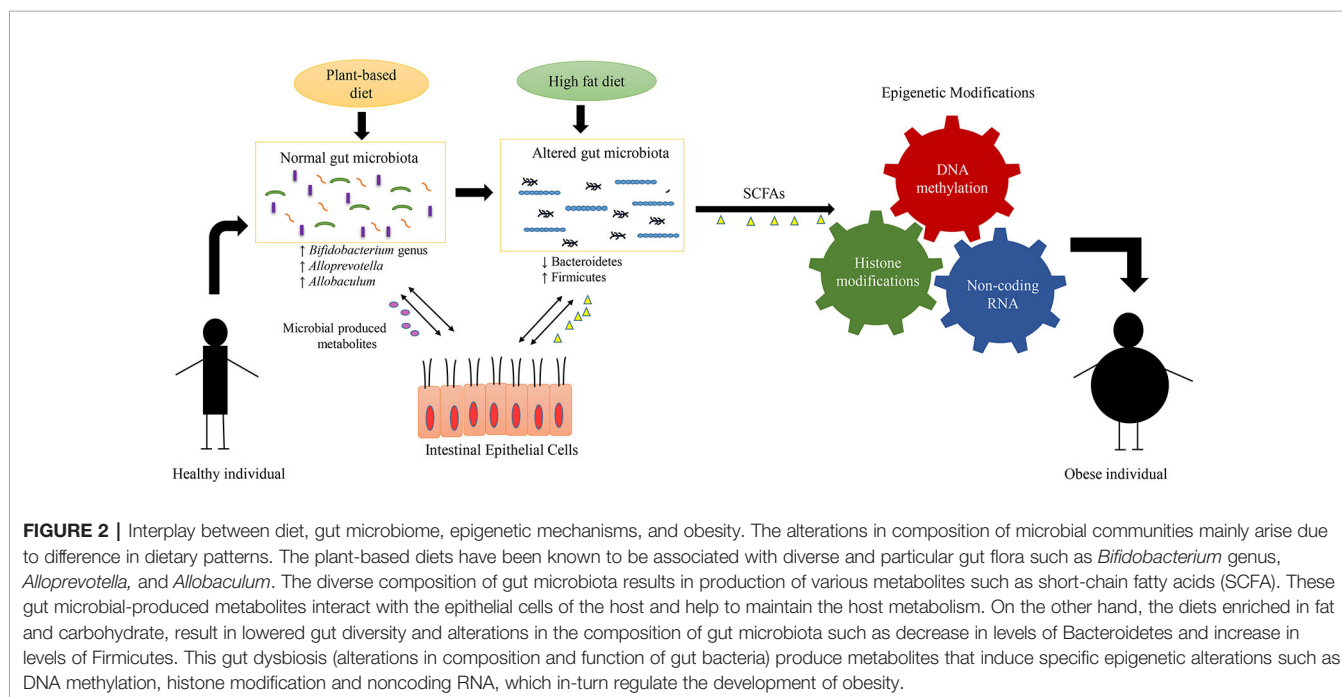 Plant-based
diet
High fat diet
Epigenetic Modifications
Normal gut microbiota
Altered gut microbiota
DNA
methylation
SCFAs
↑ Bifidobacterium genus
↑ Alloprevotella
↑ Allobaculum
↓ Bacteroidetes
↑ Firmicutes
Histone
modifications
Non-coding
RNA
Microbial produced
metabolites
Intestinal Epithelial Cells
Healthy individual
Obese individual
FIGURE 2 | Interplay between diet, gut microbiome, epigenetic mechanisms, and obesity. The alterations in composition of microbial communities mainly arise due
to difference in dietary patterns. The plant-based diets have been known to be associated with diverse and particular gut flora such as Bifidobacterium genus,
Alloprevotella, and Allobaculum. The diverse composition of gut microbiota results in production of various metabolites such as short-chain fatty acids (SCFA). These
gut microbial-produced metabolites interact with the epithelial cells of the host and help to maintain the host metabolism. On the other hand, the diets enriched in fat
and carbohydrate, result in lowered gut diversity and alterations in the composition of gut microbiota such as decrease in levels of Bacteroidetes and increase in
levels of Firmicutes. This gut dysbiosis (alterations in composition and function of gut bacteria) produce metabolites that induce specific epigenetic alterations such as
DNA methylation, histone modification and noncoding RNA, which in-turn regulate the development of obesity.